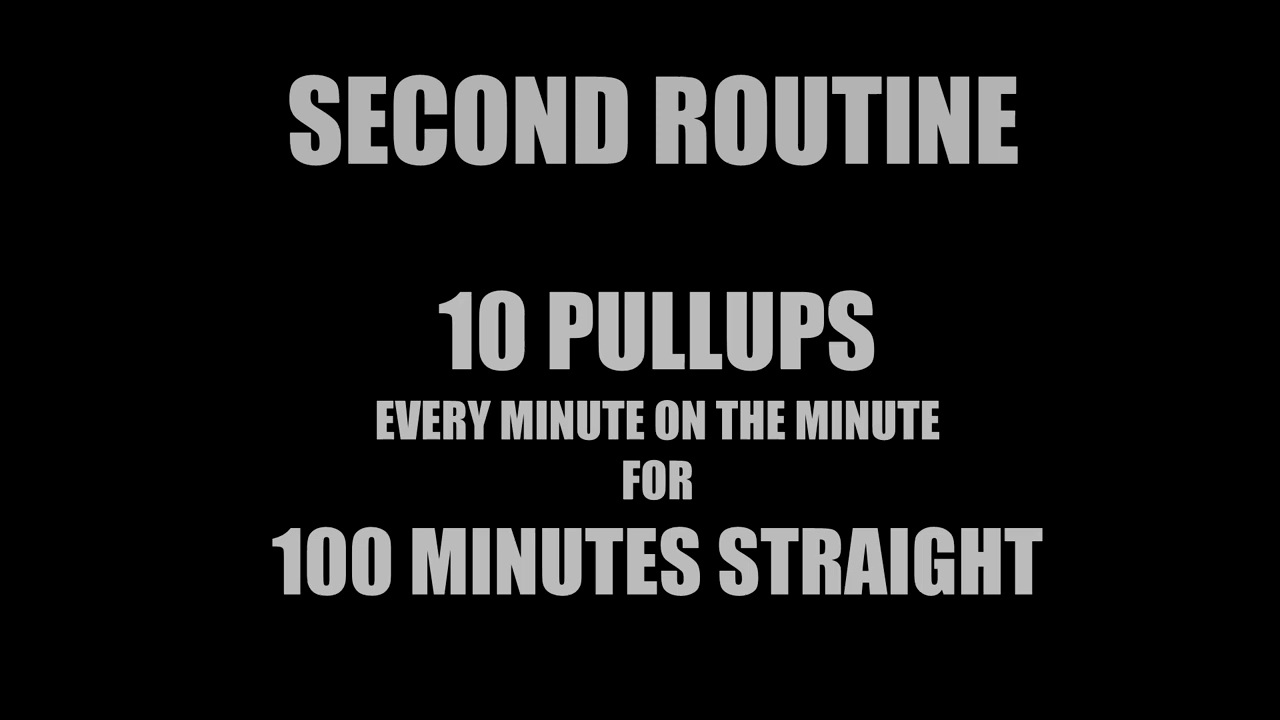 SECOND ROUTINE
10 PULLUPS
EVERY MINUTE ON THE MINUTE
FOR
100 MINUTES STRAIGHT